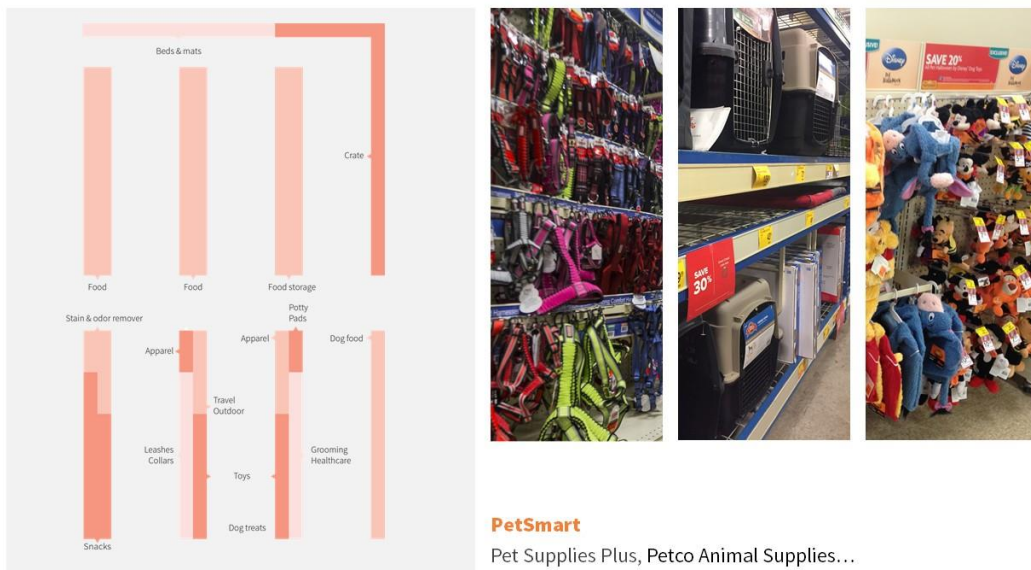 Beds & mats
Crate
Food
Food
Food storage
Stain & odor remover
Potty
Pads
Apparel
Apparel
Dog food
Travel
Outdoor
Leashes
Collars
Grooming
Healthcare
Toys
Dog treats
Snacks
SAVE
30%
Disney
SAVE 20%
EXCLUSIVE
Disney
PetSmart
Pet Supplies Plus, Petco Animal Supplies…